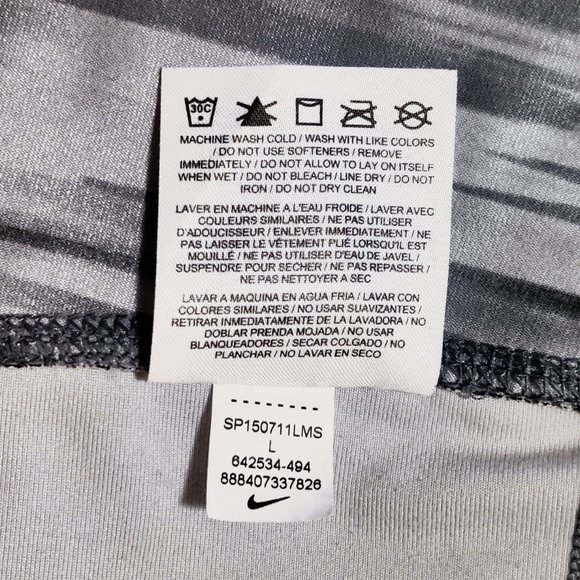 30C
MACHINE WASH COLD / WASH WITH LIKE COLORS
/ DO NOT USE SOFTENERS / REMOVE
IMMEDIATELY / DO NOT ALLOW TO LAY ON ITSELF
WHEN WET / DO NOT BLEACH / LINE DRY / DO NOT
IRON / DO NOT DRY CLEAN
LAVER EN MACHINE A L'EAU FROIDE / LAVER AVEC
COULEURS SIMILAIRES / NE PAS UTILISER
D'ADOUCISSEUR / ENLEVER IMMEDIATEMENT / NE
PAS LAISSER LE VÊTEMENT PLIÉ LORSQU'IL EST
MOUILLÉ / NE PAS UTILISER D'EAU DE JAVEL /
SUSPENDRE POUR SECHER / NE PAS REPASSER /
NE PAS NETTOYER A SEC
LAVAR A MAQUINA EN AGUA FRIA / LAVAR CON
COLORES SIMILARES / NO USAR SUAVIZANTES /
RETIRAR INMEDIATAMENTE DE LA LAVADORA / NO
DOBLAR PRENDA MOJADA / NO USAR
BLANQUEADORES / SECAR COLGADO / NO
PLANCHAR / NO LAVAR EN SECO
SP150711LMS
L
642534-494
888407337826